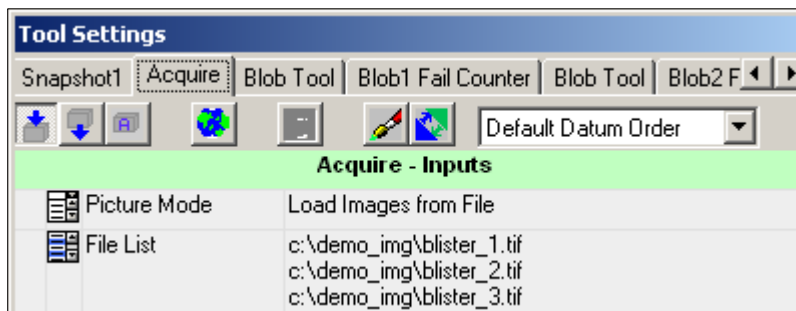 Tool Settings
Snapshot1 Acquire Blob Tool Blob1 Fail Counter Blob Tool Blob2 F
A Default Datum Order
Acquire - Inputs
Picture Mode Load Images from File
File List c:\demo_img\blister_1.tif
c:\demo_img\blister_2.tif
c:\demo_img\blister_3.tif